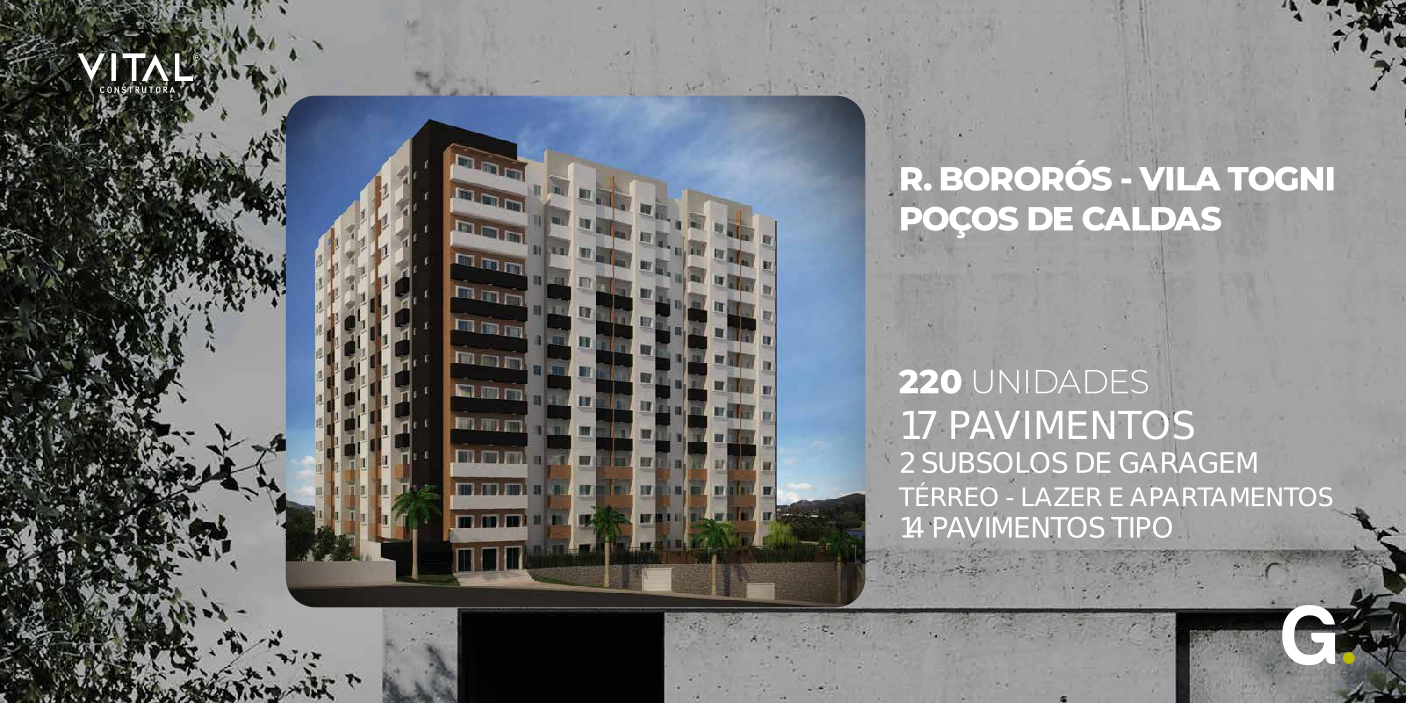 VITAL
CONSTRUTORA
R. BORORÓS - VILA TOGNI
POÇOS DE CALDAS
220 UNIDADES
17 PAVIMENTOS
2 SUBSOLOS DE GARAGEM
TÉRREO - LAZER E APARTAMENTOS
14 PAVIMENTOS TIPO
G.